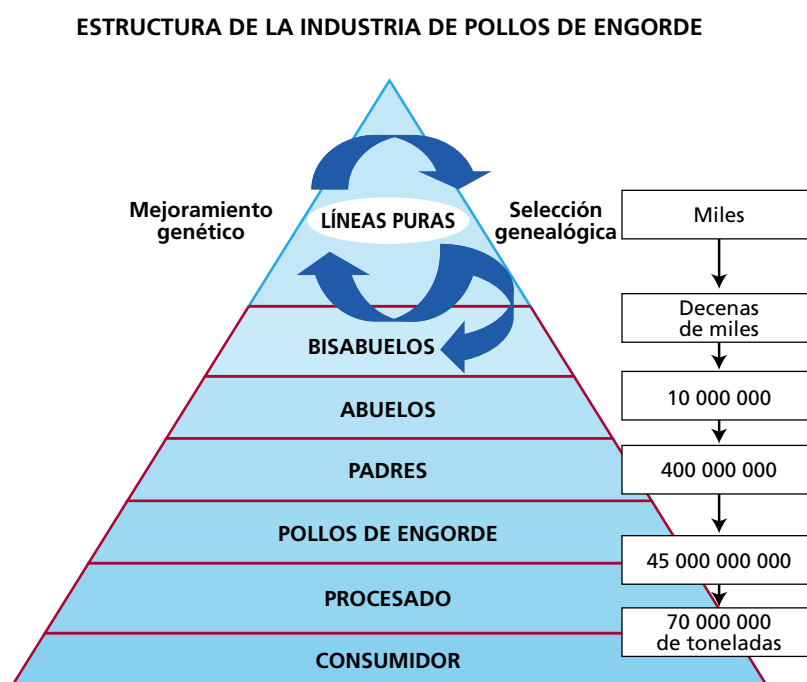 ESTRUCTURA DE LA INDUSTRIA DE POLLOS DE ENGORDE
Mejoramiento
genético
LÍNEAS PURAS
Selección
genealógica
Miles
Decenas
de miles
BISABUELOS
10 000 000
ABUELOS
400 000 000
PADRES
POLLOS DE ENGORDE
45 000 000 000
PROCESADO
70 000 000
de toneladas
CONSUMIDOR